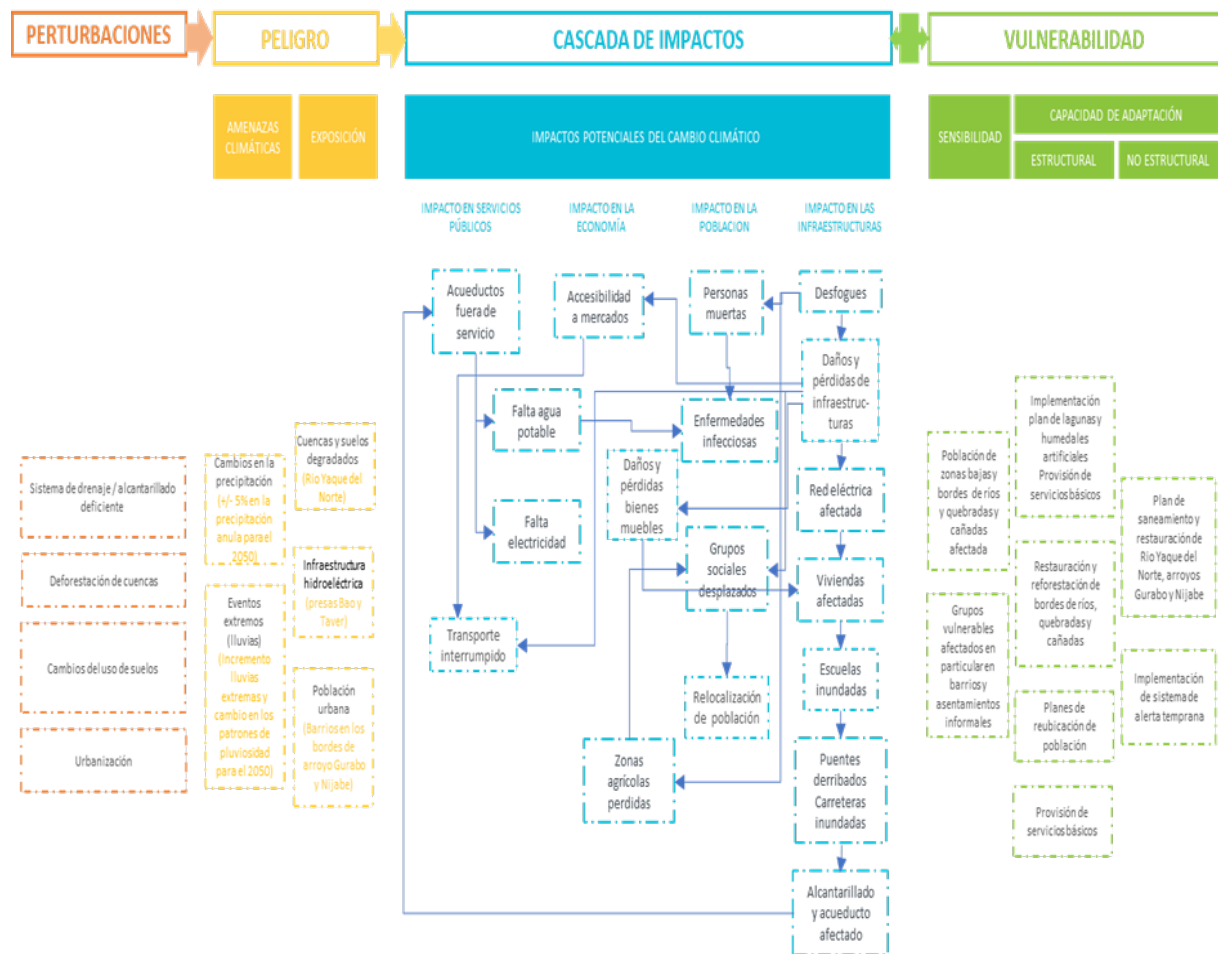 PERTURBACIONES
PELIGRO
CASCADA DE IMPACTOS
VULNERABILIDAD
AMENAZAS
CLIMÁTICAS
EXPOSICIÓN
IMPACTOS POTENCIALES DEL CAMBIO CLIMÁTICO
SENSIBILIDAD
CAPACIDAD DE ADAPTACIÓN
ESTRUCTURAL
NO ESTRUCTURAL
IMPACTO EN SERVICIOS
PÚBLICOS
IMPACTO EN LA
ECONOMÍA
IMPACTO EN LA
POBLACION
IMPACTO EN LAS
INFRAESTRUCTURAS
Sistema de drenaje / alcantarillado
deficiente
Deforestación de cuencas
Cambios del uso de suelos
Urbanización
Cambios en la
precipitación
(+/- 5% en la
precipitación
anula para el
2050)
Eventos
extremos
(lluvias)
(Incremento
lluvias
extremas y
cambio en los
patrones de
pluviosidad
para el 2050)
Cuencas y suelos
degradados
(Rio Yaque del
Norte)
Infraestructura
hidroeléctrica
(presas Bao y
Taver)
Población
urbana
(Barrios en los
bordes de
arroyo Gurabo
y Nijabe)
Acueductos
fuera de
servicio
Falta agua
potable
Falta
electricidad
Transporte
interrumpido
Accesibilidad
a mercados
Daños y
pérdidas
bienes
muebles
Zonas
agrícolas
perdidas
Personas
muertas
Enfermedades
infecciosas
Grupos
sociales
desplazados
Relocalización
de población
Desfogues
Daños y
pérdidas de
infraestruc-
turas
Red eléctrica
afectada
Viviendas
afectadas
Escuelas
inundadas
Puentes
derribados
Carreteras
inundadas
Alcantarillado
y acueducto
afectado
Población de
zonas bajas y
bordes de ríos
y quebradas y
cañadas
afectada
Grupos
vulnerables
afectados en
particular en
barrios y
asentamientos
informales
Implementación
plan de lagunas y
humedales
artificiales
Provisión de
servicios básicos
Restauración y
reforestación de
bordes de ríos,
quebradas y
cañadas
Planes de
reubicación de
población
Provisión de
servicios básicos
Plan de
saneamiento y
restauración de
Rio Yaque del
Norte, arroyos
Gurabo y Nijabe
Implementación
de sistema de
alerta temprana